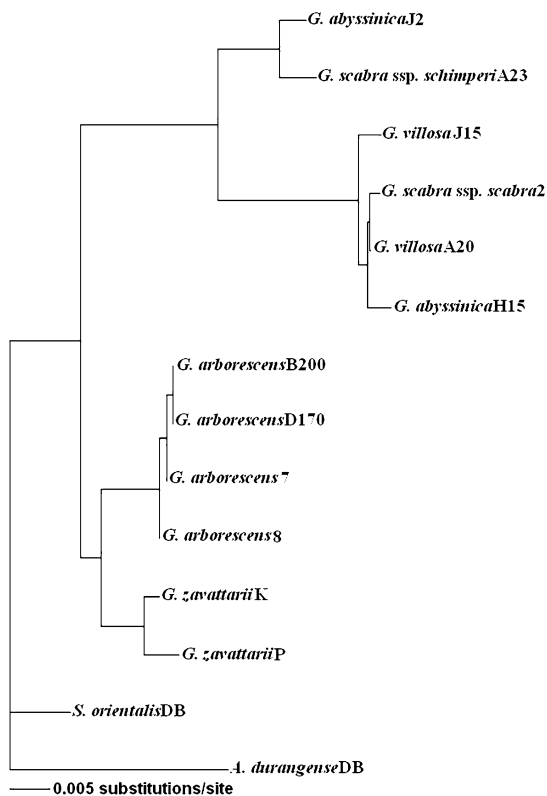 G. abyssinica J2
G. scabra ssp. schimperi A23
G. villosa J15
G. scabra ssp. scabra2
G. villosa A20
G. abyssinica H15
G. arborescens B200
G. arborescens D170
G. arborescens 7
G. arborescens 8
G. zavattarii K
G. zavattarii P
S. orientalis DB
A. durangense DB
0.005 substitutions/site